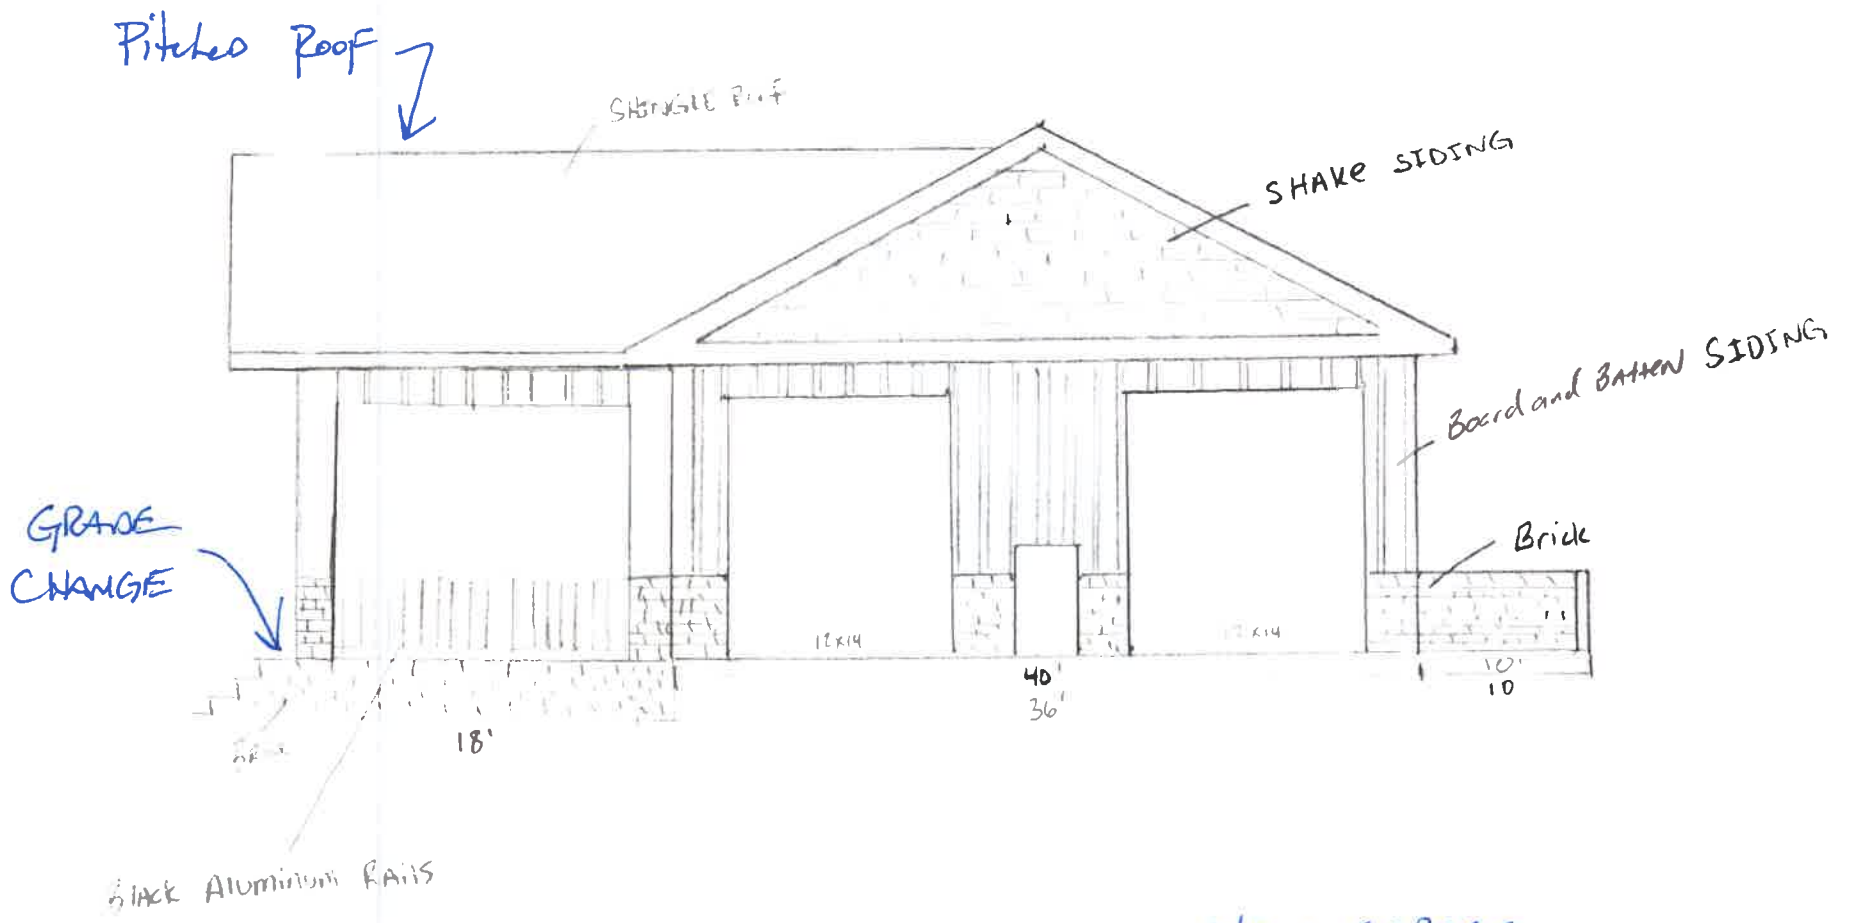 Pitched Roof
SHINGLE Roof
SHAKE SIDING
Board and BATTEN SIDING
GRADE
CHANGE
Brick
12x14
12x14
40'
36'
10'
10
18'
Black Aluminum RAILS